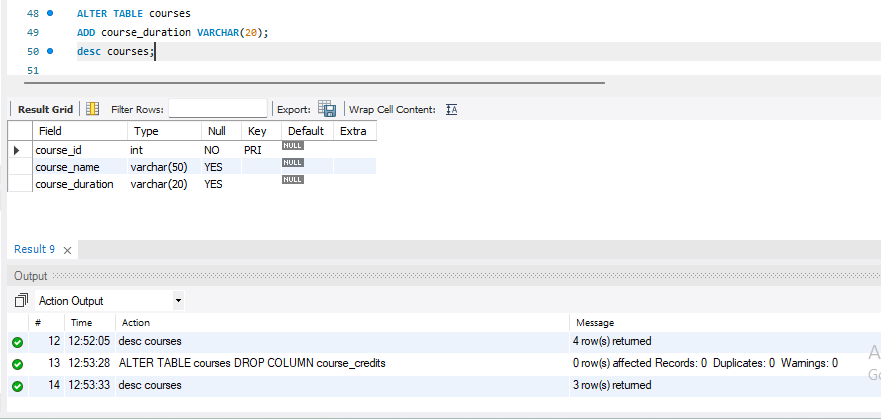 48 ALTER TABLE courses
49 ADD course_duration VARCHAR(20);
50 desc courses;
51
Result Grid Filter Rows: Export: Wrap Cell Content: IA
Field Type Null Key Default Extra
course_id int NO PRI NULL
course_name varchar(50) YES NULL
course_duration varchar(20) YES NULL
Result 9
Output
Action Output
# Time Action Message
12 12:52:05 desc courses 4 row(s) returned
13 12:53:28 ALTER TABLE courses DROP COLUMN course_credits 0 row(s) affected Records: 0 Duplicates: 0 Warnings: 0
14 12:53:33 desc courses 3 row(s) returned
A
Go